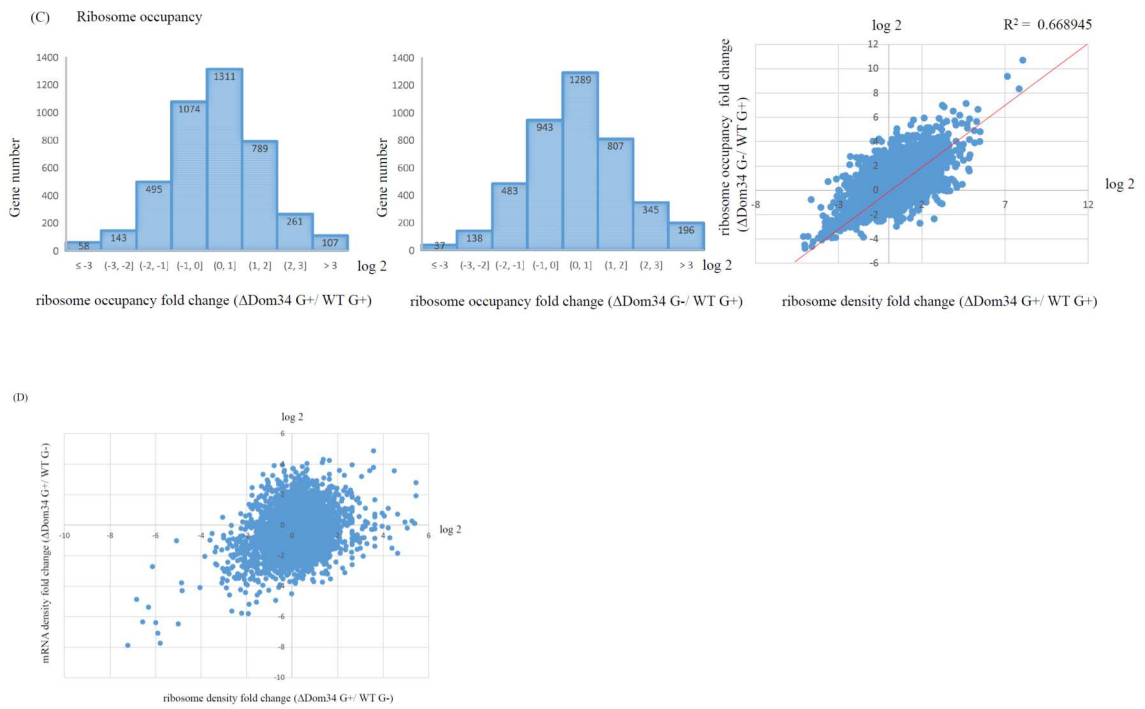 (C) Ribosome occupancy
Gene number
1400
1200
1000
800
600
400
200
0
58
143
495
1074
1311
789
261
107
≤ -3 (-3, -2] (-2, -1] (-1, 0] (0, 1] (1, 2] (2, 3] > 3 log 2
ribosome occupancy fold change (ΔDom34 G+/ WT G+)
Gene number
1400
1200
1000
800
600
400
200
0
37
138
483
943
1289
807
345
196
≤ -3 (-3, -2] (-2, -1] (-1, 0] (0, 1] (1, 2] (2, 3] > 3 log 2
ribosome occupancy fold change (ΔDom34 G-/ WT G+)
log 2 R² = 0.668945
ribosome occupancy fold change
(ΔDom34 G-/ WT G+)
12
10
8
6
4
2
0
-2
-4
-6
-8 -3 2 7 12
log 2
ribosome density fold change (ΔDom34 G+/ WT G+)
(D)
log 2
mRNA density fold change (ΔDom34 G+/ WT G-)
6
4
2
0
-2
-4
-6
-8
-10
-10 -8 -6 -4 -2 0 2 4 6
log 2
ribosome density fold change (ΔDom34 G+/ WT G-)